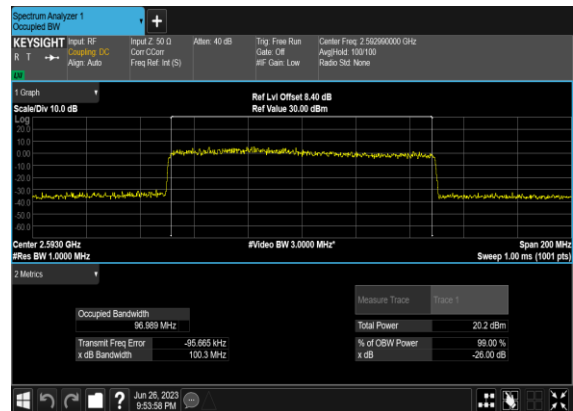 Spectrum Analyzer 1
Occupied BW
KEYSIGHT
R T
LW
Input: RF
Coupling: DC
Align: Auto
Input Z: 50 Ω
Corr CCorr
Freq Ref: Int (S)
Atten: 40 dB
Trig: Free Run
Gate: Off
#IF Gain: Low
Center Freq: 2.592990000 GHz
Avg|Hold: 100/100
Radio Std: None
1 Graph
Scale/Div 10.0 dB
Ref Lvl Offset 8.40 dB
Ref Value 30.00 dBm
Log
20.0
10.0
0.00
-10.0
-20.0
-30.0
-40.0
-50.0
-60.0
Center 2.5930 GHz
#Res BW 1.0000 MHz
#Video BW 3.0000 MHz*
Span 200 MHz
Sweep 1.00 ms (1001 pts)
2 Metrics
Measure Trace Trace 1
Occupied Bandwidth
96.989 MHz
Total Power 20.2 dBm
Transmit Freq Error -95.665 kHz
% of OBW Power 99.00 %
x dB Bandwidth 100.3 MHz
x dB -26.00 dB
?
Jun 26, 2023
9:53:58 PM